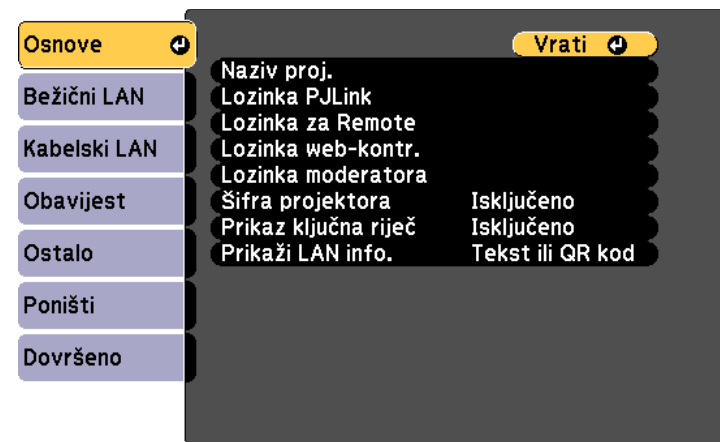 Osnove
Bežični LAN
Kabelski LAN
Obavijest
Ostalo
Poništi
Dovršeno
Vrati
Naziv proj.
Lozinka PJLink
Lozinka za Remote
Lozinka web-kontr.
Lozinka moderatora
Šifra projektora Isključeno
Prikaz ključna riječ Isključeno
Prikaži LAN info. Tekst ili QR kod